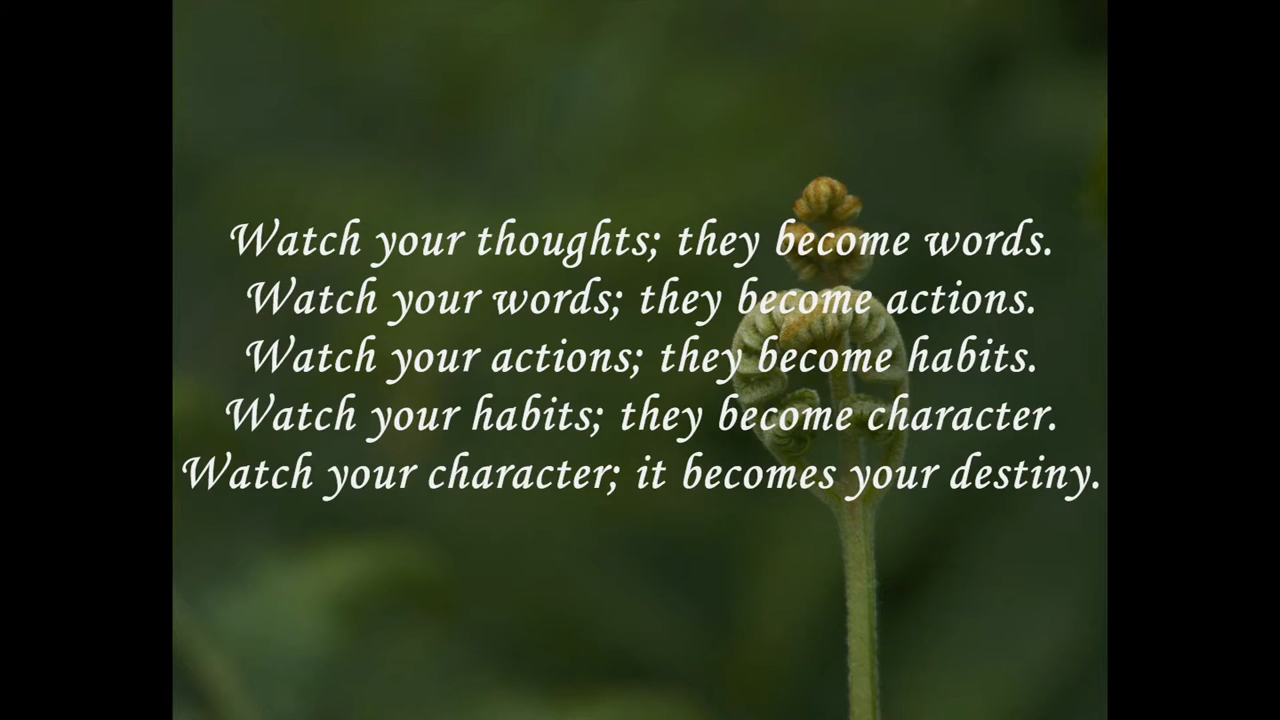 Watch your thoughts; they become words.
Watch your words; they become actions.
Watch your actions; they become habits.
Watch your habits; they become character.
Watch your character; it becomes your destiny.